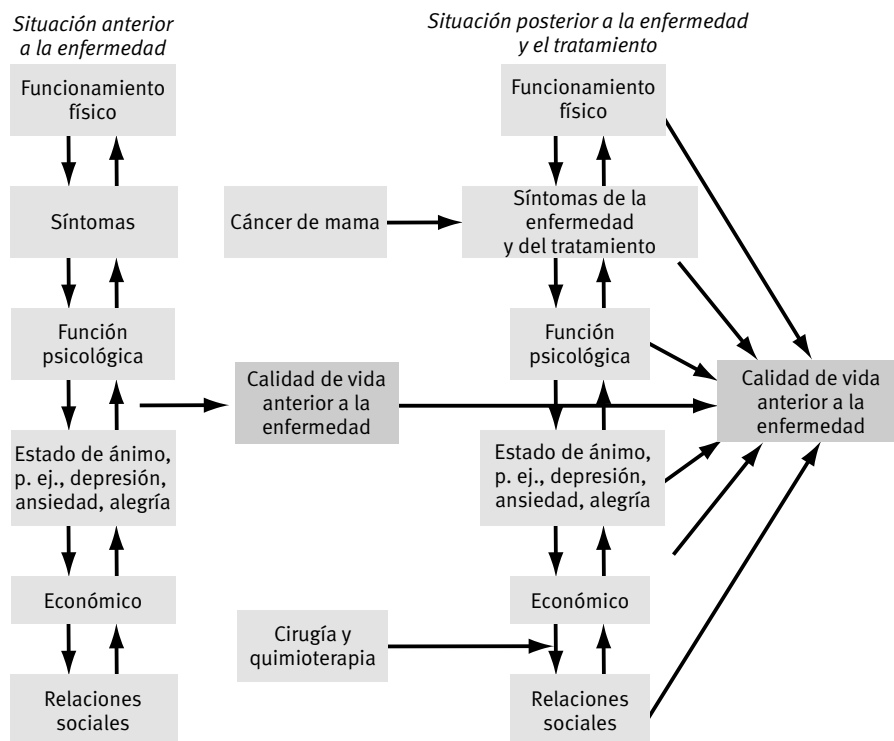 Situación anterior
a la enfermedad
Situación posterior a la enfermedad
y el tratamiento
Funcionamiento
físico
Funcionamiento
físico
Síntomas
Cáncer de mama
Síntomas de la
enfermedad
y del tratamiento
Función
psicológica
Función
psicológica
Calidad de vida
anterior a la
enfermedad
Calidad de vida
anterior a la
enfermedad
Estado de ánimo,
p. ej., depresión,
ansiedad, alegría
Estado de ánimo,
p. ej., depresión,
ansiedad, alegría
Económico
Económico
Cirugía y
quimioterapia
Relaciones
sociales
Relaciones
sociales